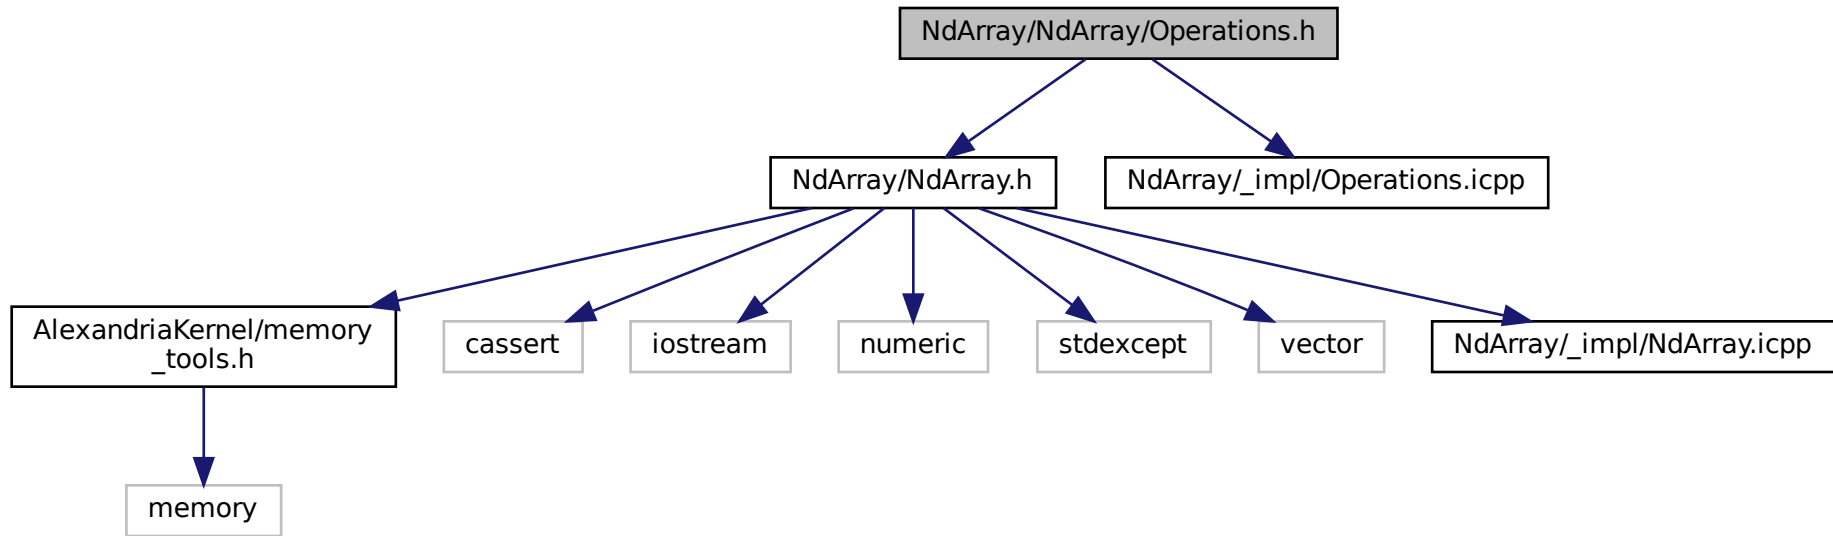 NdArray/NdArray/Operations.h
NdArray/NdArray.h
NdArray/_impl/Operations.icpp
AlexandriaKernel/memory
_tools.h
cassert
iostream
numeric
stdexcept
vector
NdArray/_impl/NdArray.icpp
memory